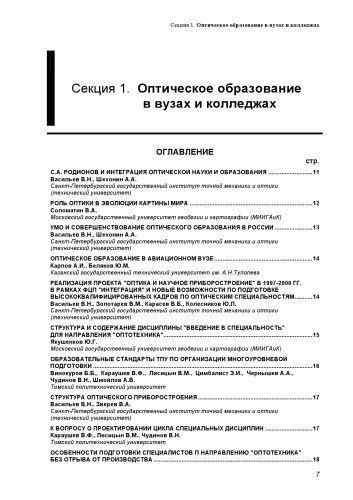 Секция 1. Оптическое образование в вузах и колледжах
Секция 1. Оптическое образование
в вузах и колледжах
ОГЛАВЛЕНИЕ
стр.
С.А. РОДИОНОВ И ИНТЕГРАЦИЯ ОПТИЧЕСКОЙ НАУКИ И ОБРАЗОВАНИЯ ...................11
Васильев В.Н., Шехонин А.А.
Санкт-Петербургский государственный институт точной механики и оптики
(технический университет)
РОЛЬ ОПТИКИ В ЭВОЛЮЦИИ КАРТИНЫ МИРА ...................12
Соломатин В.А.
Московский государственный университет геодезии и картографии (МИИГАиК)
УМО И СОВЕРШЕНСТВОВАНИЕ ОПТИЧЕСКОГО ОБРАЗОВАНИЯ В РОССИИ ...................13
Васильев В.Н., Шехонин А.А.
Санкт-Петербургский государственный институт точной механики и оптики
(технический университет)
ОПТИЧЕСКОЕ ОБРАЗОВАНИЕ В АВИАЦИОННОМ ВУЗЕ ...................14
Карпов А.И., Беляков Ю.М.
Казанский государственный технический университет им. А.Н.Туполева
РЕАЛИЗАЦИЯ ПРОЕКТА "ОПТИКА И НАУЧНОЕ ПРИБОРОСТРОЕНИЕ" В 1997-2000 ГГ.
В РАМКАХ ФЦП "ИНТЕГРАЦИЯ" И НОВЫЕ ВОЗМОЖНОСТИ ПО ПОДГОТОВКЕ
ВЫСОКОКВАЛИФИЦИРОВАННЫХ КАДРОВ ПО ОПТИЧЕСКИМ СПЕЦИАЛЬНОСТЯМ..........14
Васильев В.Н., Золотарев В.М., Карасев В.Б., Колесников Ю.Л.
Санкт-Петербургский государственный институт точной механики и оптики
(технический университет)
СТРУКТУРА И СОДЕРЖАНИЕ ДИСЦИПЛИНЫ "ВВЕДЕНИЕ В СПЕЦИАЛЬНОСТЬ"
ДЛЯ НАПРАВЛЕНИЯ "ОПТОТЕХНИКА" ...................15
Якушенков Ю.Г.
Московский государственный университет геодезии и картографии (МИИГАиК)
ОБРАЗОВАТЕЛЬНЫЕ СТАНДАРТЫ ТПУ ПО ОРГАНИЗАЦИИ МНОГОУРОВНЕВОЙ
ПОДГОТОВКИ ...................16
Винокуров Б.Б., Караушев В.Ф., Лисицын В.М., Цимбалист Э.И., Чернышев А.А.,
Чудинов В.Н., Шмойлов А.В.
Томский политехнический университет
СТРУКТУРА ОПТИЧЕСКОГО ПРИБОРОСТРОЕНИЯ ...................17
Васильев В.Н., Зверев В.А.
Санкт-Петербургский государственный институт точной механики и оптики
(технический университет)
К ВОПРОСУ О ПРОЕКТИРОВАНИИ ЦИКЛА СПЕЦИАЛЬНЫХ ДИСЦИПЛИН ...................17
Караушев В.Ф., Лисицын В.М., Чудинов В.Н.
Томский политехнический университет
ОСОБЕННОСТИ ПОДГОТОВКИ СПЕЦИАЛИСТОВ П НАПРАВЛЕНИЮ "ОПТОТЕХНИКА"
БЕЗ ОТРЫВА ОТ ПРОИЗВОДСТВА ...................18
7